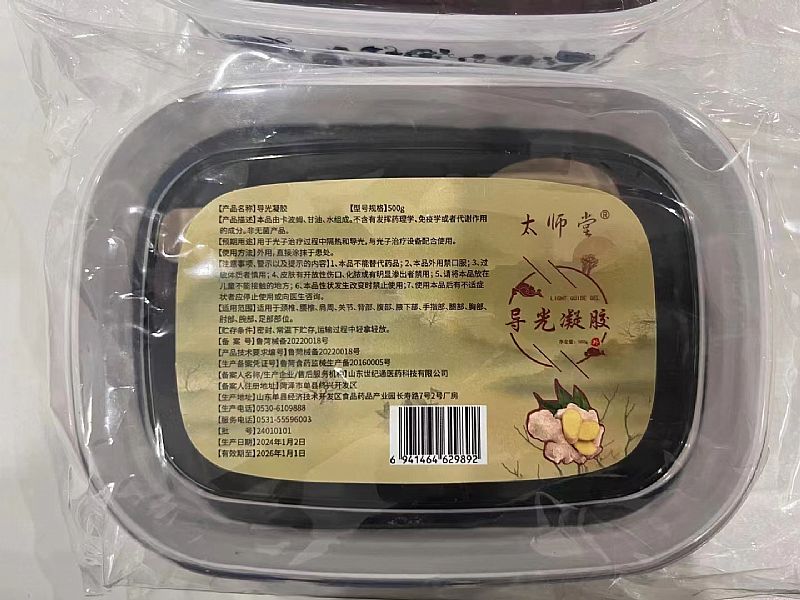 【产品名称】导光凝胶 【型号规格】500g
【产品描述】本品由卡波姆、甘油、水组成。不含有发挥药理学、免疫学或者代谢作用
的成分。非无菌产品。
【预期用途】用于光子治疗过程中隔热和导光。与光子治疗设备配合使用。
【使用方法】外用，直接涂抹于患处。
【注意事项、警示以及提示的内容】1、本品不能替代药品；2、本品外用禁口服；3、过
敏体质者慎用；4、皮肤有开放性伤口、化脓或有明显渗出者禁用；5、请将本品放在
儿童不能接触的地方；6、本品性状发生改变时禁止使用；7、使用本品后有不适症
状者应停止使用或向医生咨询。
【适用范围】适用于颈椎、腰椎、肩周、关节、背部、腹部、腋下部、手指部、腿部、胸部、
肘部、腕部、足部部位。
【贮存条件】密封、常温下贮存，运输过程中轻拿轻放。
【备 案 号】鲁菏械备20220018号
【产品技术要求编号】鲁菏械备20220018号
【生产备案凭证号】鲁菏食药监械生产备20160005号
【备案人名称/生产企业/售后服务机构】山东世纪通医药科技有限公司
【备案人注册地址】菏泽市单县终兴开发区
【生产地址】山东单县经济技术开发区食品药品产业园长寿路7号2号厂房
【生产电话】0530-6109888
【服务电话】0531-55596003
【批 号】24010101
【生产日期】2024年1月2日
【有效期至】2026年1月1日
6 941464 629892
太师堂®
LIGHT GUIDE GEL
导光凝胶
净含量：500g